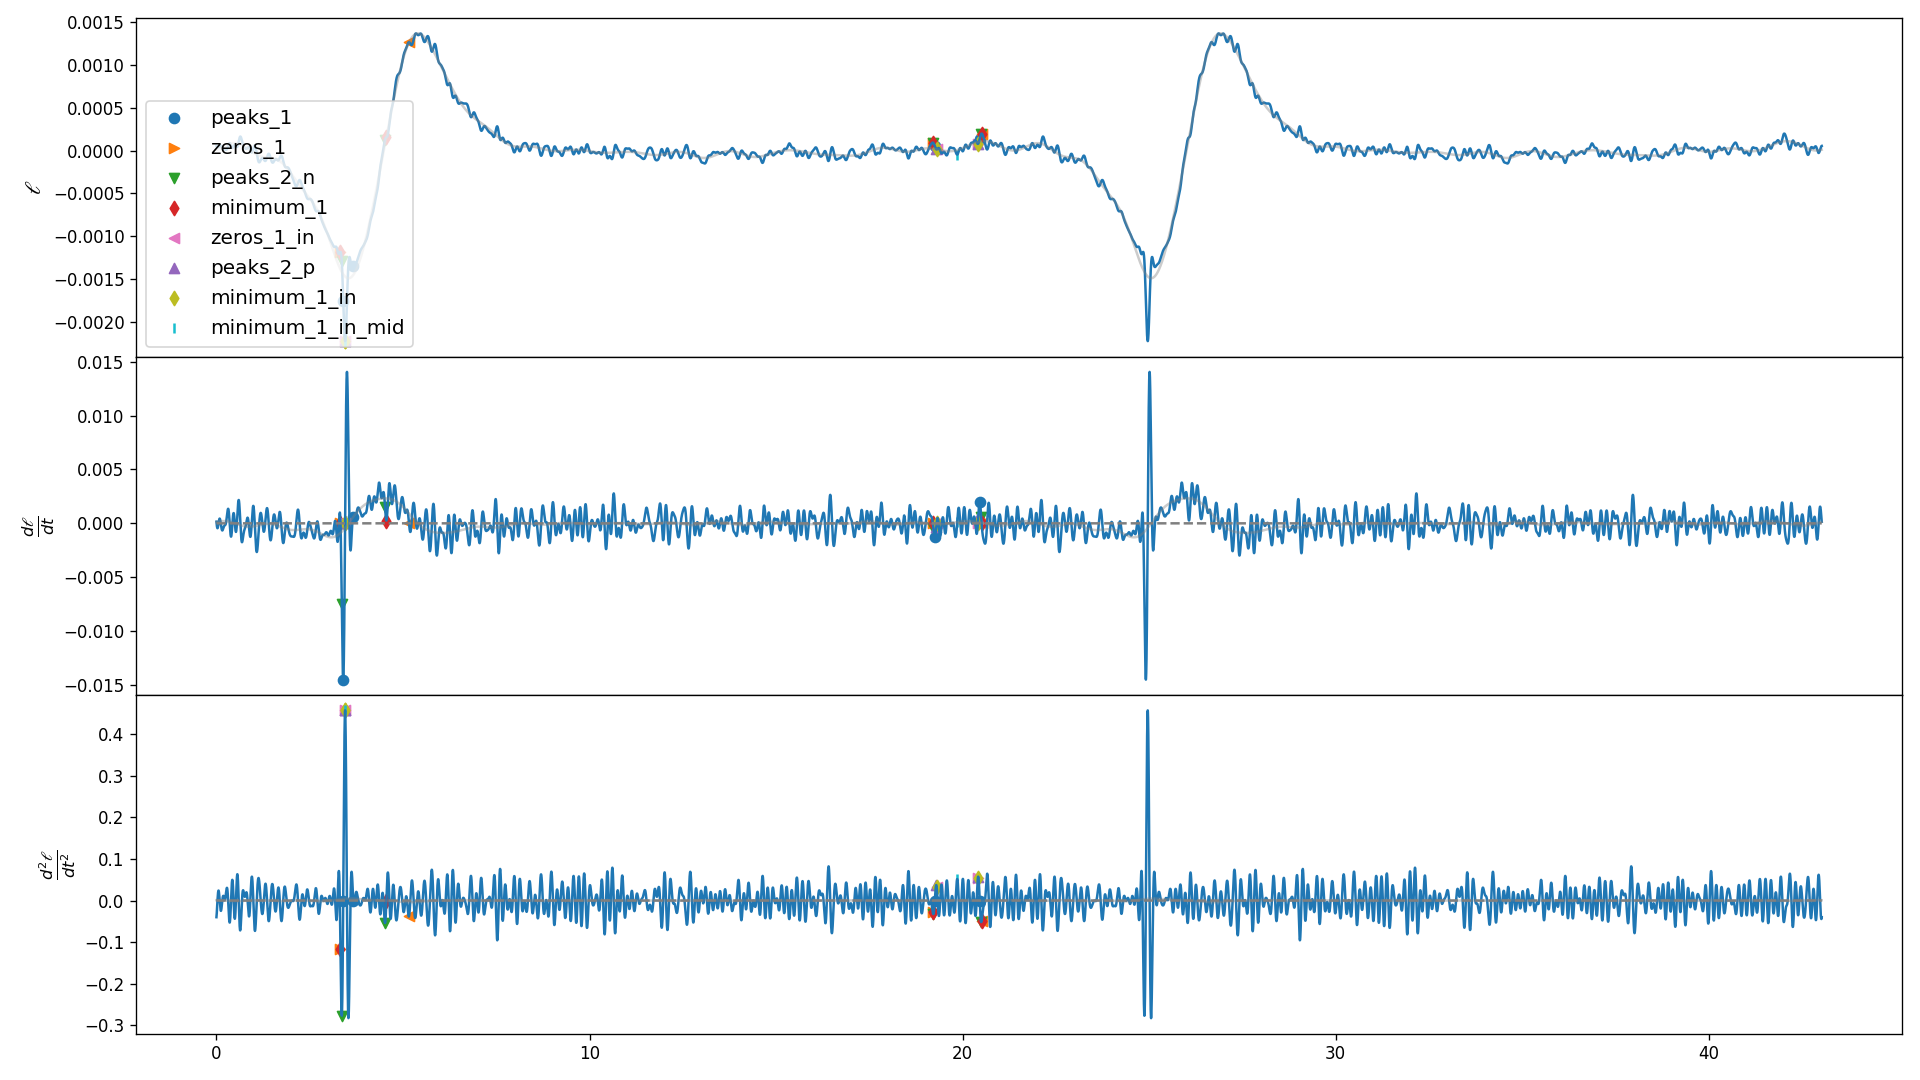 0.0015
0.0010
0.0005
0.0000
−0.0005
−0.0010
−0.0015
−0.0020
ℓ
peaks_1
zeros_1
peaks_2_n
minimum_1
zeros_1_in
peaks_2_p
minimum_1_in
minimum_1_in_mid
0.015
0.010
0.005
0.000
−0.005
−0.010
−0.015
dℓ
dt
0.4
0.3
0.2
0.1
0.0
−0.1
−0.2
−0.3
d²ℓ
dt²
0 10 20 30 40